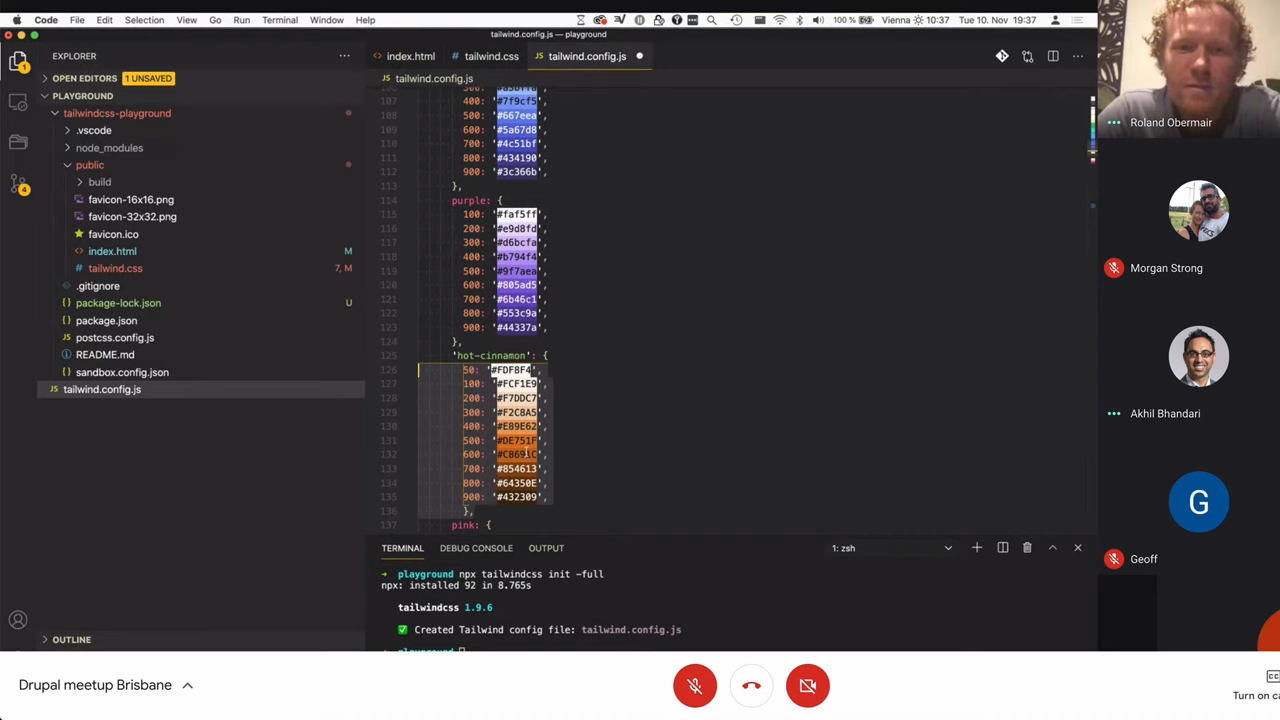 Code File Edit Selection View Go Run Terminal Window Help 100 % Vienna 10:37 Tue 10. Nov 19:37
tailwind.config.js — playground
EXPLORER
index.html
tailwind.css
tailwind.config.js
OPEN EDITORS 1 UNSAVED
tailwind.config.js
PLAYGROUND
tailwindcss-playground
.vscode
node_modules
public
build
favicon-16x16.png
favicon-32x32.png
favicon.ico
index.html M
tailwind.css 7, M
.gitignore
package-lock.json U
package.json
postcss.config.js
README.md
sandbox.config.json
tailwind.config.js
OUTLINE
107 400: '#7f9cf5',
108 500: '#667eea',
109 600: '#5a67d8',
110 700: '#4c51bf',
111 800: '#434190',
112 900: '#3c366b',
113 },
114 purple: {
115 100: '#faf5ff',
116 200: '#e9d8fd',
117 300: '#d6bcfa',
118 400: '#b794f4',
119 500: '#9f7aea',
120 600: '#805ad5',
121 700: '#6b46c1',
122 800: '#553c9a',
123 900: '#44337a',
124 },
125 'hot-cinnamon': {
126 50: '#FDF8F4',
127 100: '#FCF1E9',
128 200: '#F7DDC7',
129 300: '#F2C8A5',
130 400: '#E89E62',
131 500: '#DE751F',
132 600: '#C8691C',
133 700: '#854613',
134 800: '#64350E',
135 900: '#432309',
136 },
137 pink: {
TERMINAL DEBUG CONSOLE OUTPUT 1: zsh
→ playground npx tailwindcss init -full
npx: installed 92 in 8.765s
tailwindcss 1.9.6
✅ Created Tailwind config file: tailwind.config.js
Roland Obermair
Morgan Strong
Akhil Bhandari
G
Geoff
Drupal meetup Brisbane
CC
Turn on ca